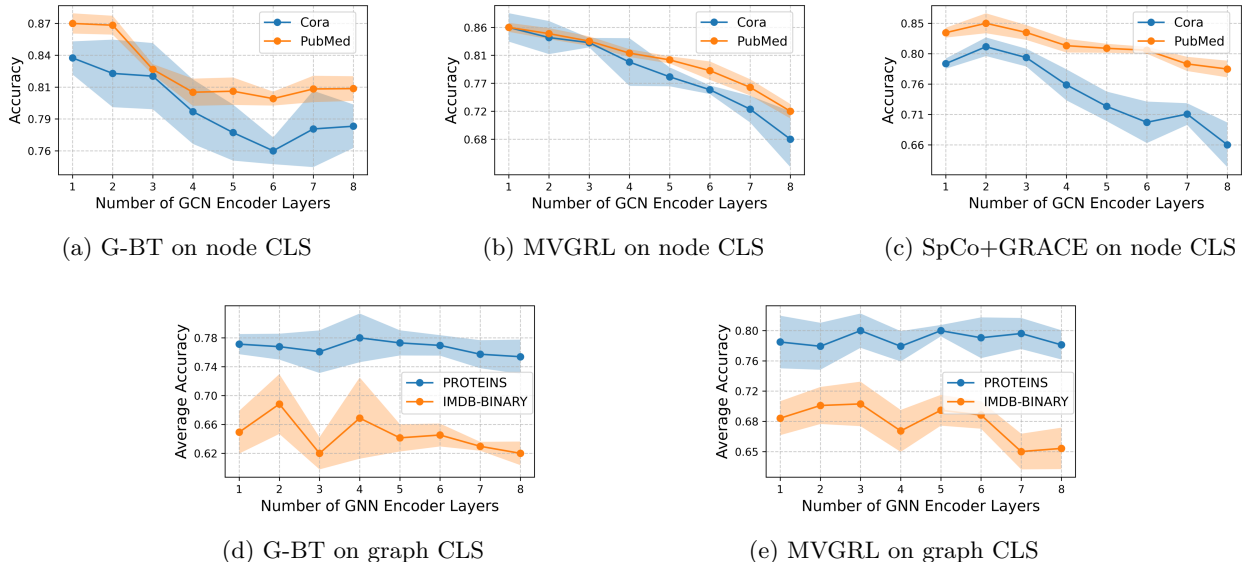 0.87
0.84
0.81
0.79
0.76
Accuracy
Cora
PubMed
1 2 3 4 5 6 7 8
Number of GCN Encoder Layers
(a) G-BT on node CLS
0.86
0.81
0.77
0.72
0.68
Accuracy
Cora
PubMed
1 2 3 4 5 6 7 8
Number of GCN Encoder Layers
(b) MVGRL on node CLS
0.85
0.80
0.76
0.71
0.66
Accuracy
Cora
PubMed
1 2 3 4 5 6 7 8
Number of GCN Encoder Layers
(c) SpCo+GRACE on node CLS
0.78
0.74
0.70
0.66
0.62
Average Accuracy
PROTEINS
IMDB-BINARY
1 2 3 4 5 6 7 8
Number of GNN Encoder Layers
(d) G-BT on graph CLS
0.80
0.76
0.72
0.68
0.65
Average Accuracy
PROTEINS
IMDB-BINARY
1 2 3 4 5 6 7 8
Number of GNN Encoder Layers
(e) MVGRL on graph CLS